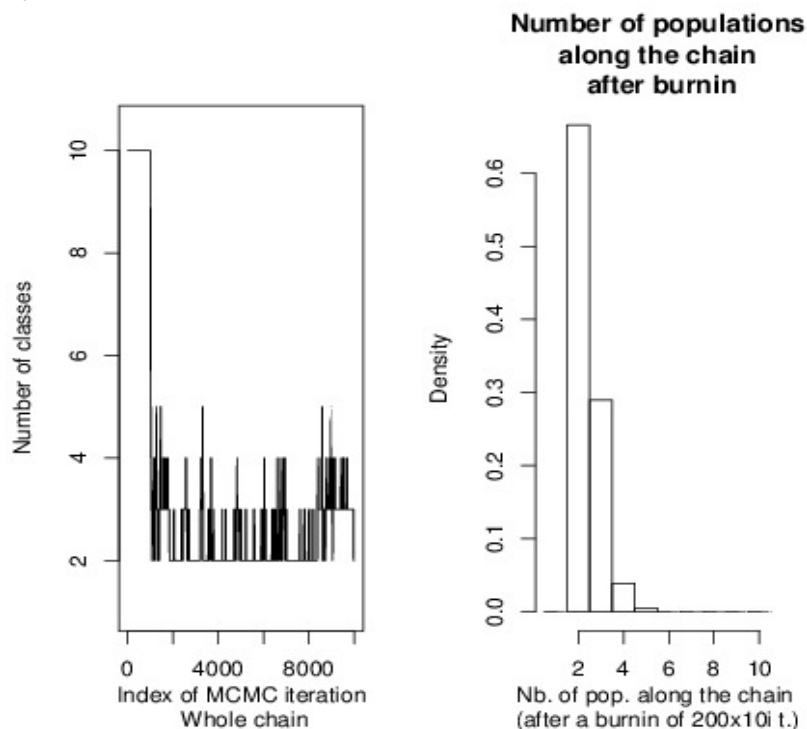 Number of populations
along the chain
after burnin
Number of classes
10
8
6
4
2
0
4000
8000
Index of MCMC iteration
Whole chain
Density
0.6
0.5
0.4
0.3
0.2
0.1
0.0
2
4
6
8
10
Nb. of pop. along the chain
(after a burnin of 200x10i t.)